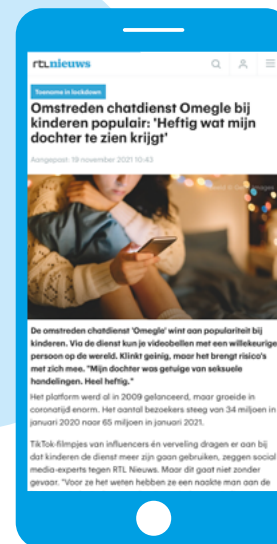 rtl nieuws
Toename in lockdown
Omstreden chatdienst Omegle bij
kinderen populair: 'Heftig wat mijn
dochter te zien krijgt'
Aangepast: 19 november 2021 10:43
De omstreden chatdienst 'Omegle' wint aan populariteit bij
kinderen. Via de dienst kun je videobellen met een willekeurige
persoon op de wereld. Klinkt geinig, maar het brengt risico's
met zich mee. "Mijn dochter was getuige van seksuele
handelingen. Heel heftig."
Het platform werd al in 2009 gelanceerd, maar groeide in
coronatijd enorm. Het aantal bezoekers steeg van 34 miljoen in
januari 2020 naar 65 miljoen in januari 2021.
TikTok-filmpjes van influencers én verveling dragen er aan bij
dat kinderen de dienst meer zijn gaan gebruiken, zeggen social
media-experts tegen RTL Nieuws. Maar dit gaat niet zonder
gevaar. "Voor ze het weten hebben ze een naakte man aan de